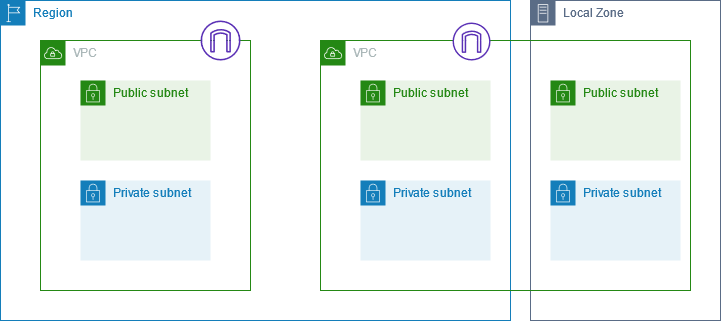 Region
Local Zone
VPC
VPC
Public subnet
Public subnet
Public subnet
Private subnet
Private subnet
Private subnet